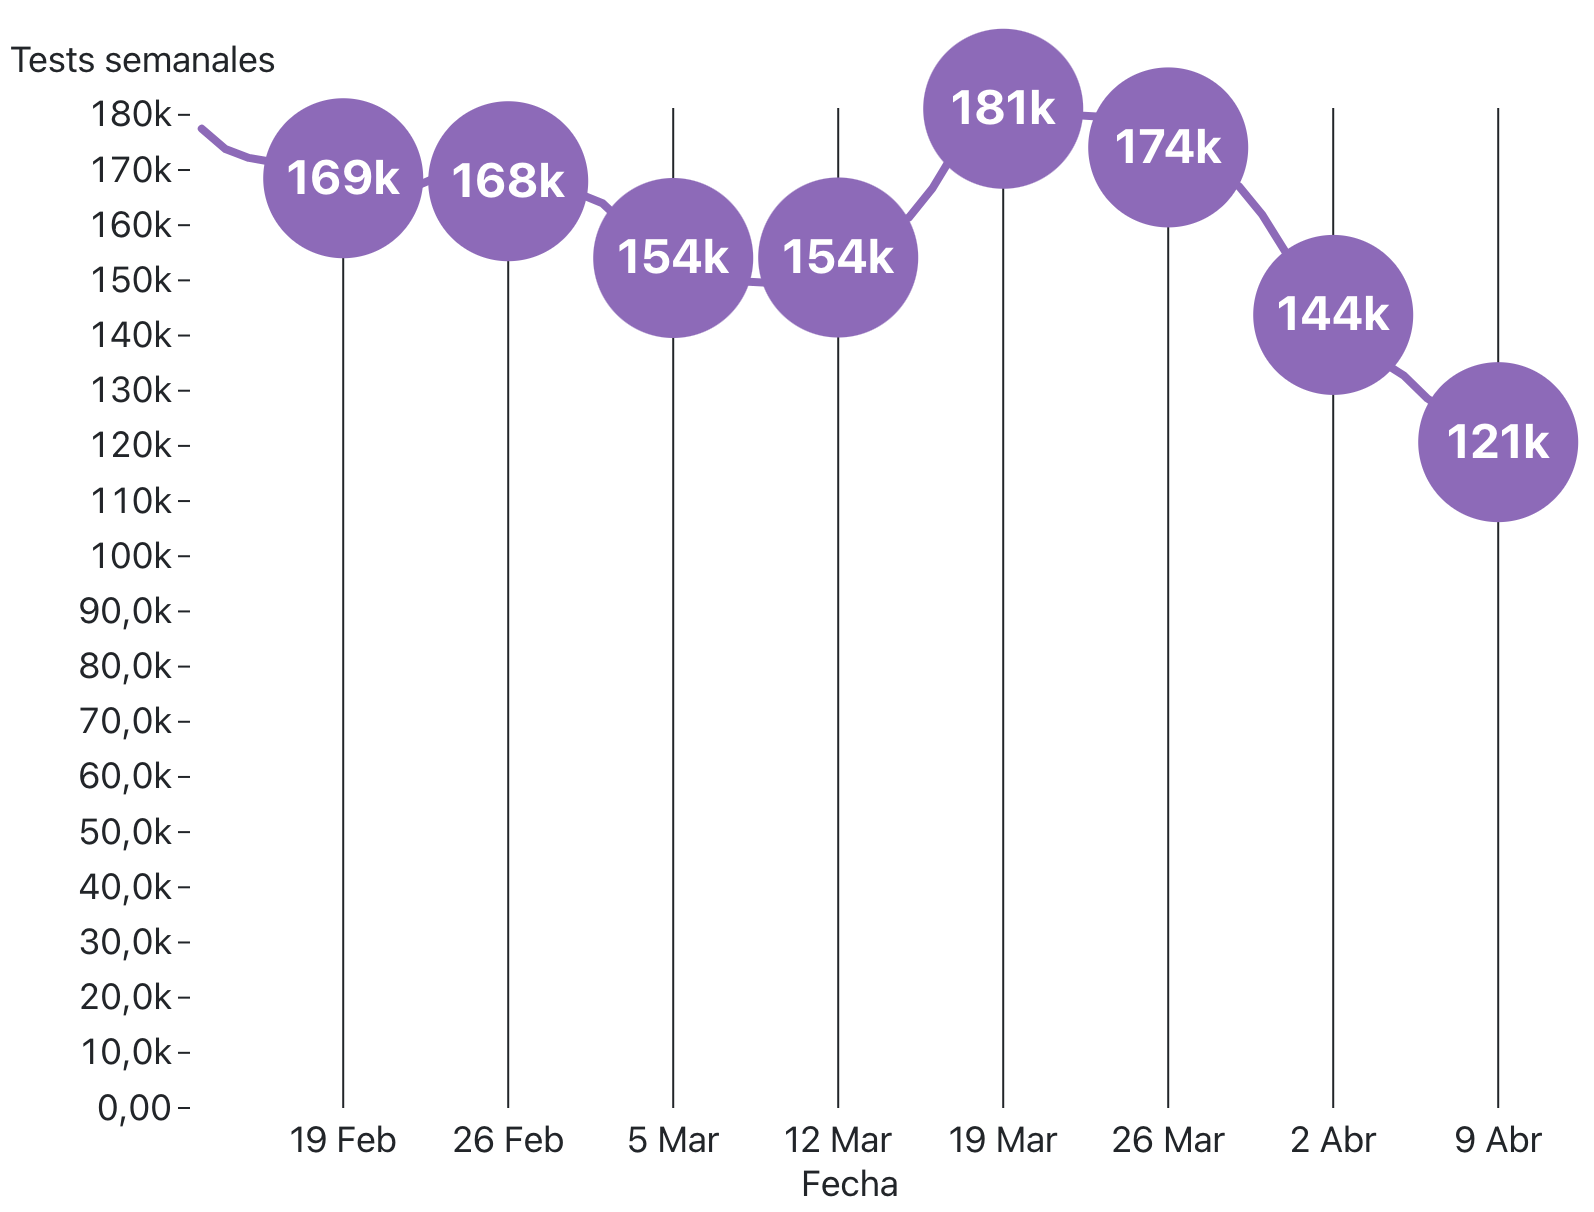 Tests semanales
180k
170k
160k
150k
140k
130k
120k
110k
100k
90,0k
80,0k
70,0k
60,0k
50,0k
40,0k
30,0k
20,0k
10,0k
0,00
169k
168k
154k
154k
181k
174k
144k
121k
19 Feb
26 Feb
5 Mar
12 Mar
19 Mar
26 Mar
2 Abr
9 Abr
Fecha